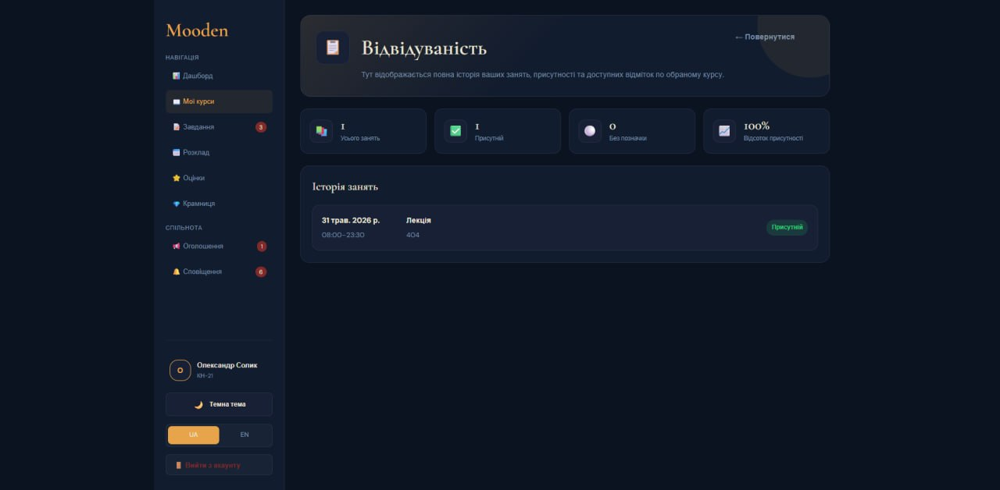 Mooden
НАВІГАЦІЯ
Дашборд
Мої курси
Завдання 3
Розклад
Оцінки
Крамниця
СПІЛЬНОТА
Оголошення 1
Сповіщення 6
О
Олександр Солик
КН-21
Темна тема
UA EN
Вийти з акаунту
← Повернутися
Відвідуваність
Тут відображається повна історія ваших занять, присутності та доступних відміток по обраному курсу.
1
Усього занять
1
Присутній
0
Без позначки
100%
Відсоток присутності
Історія занять
31 трав. 2026 р. Лекція
08:00–23:30 404
Присутній